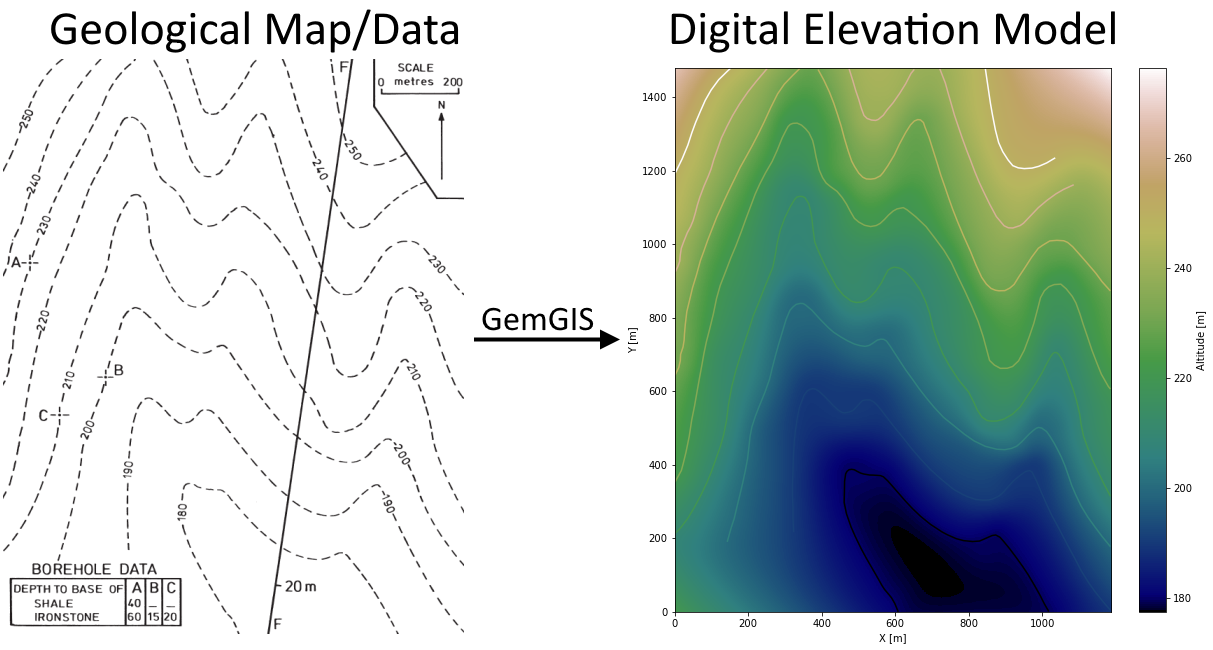 Geological Map/Data
Digital Elevation Model
F
SCALE
0 metres 200
N
250
250
240
240
230
230
220
220
210
210
200
200
190
190
180
A
B
C
20 m
F
BOREHOLE DATA
DEPTH TO BASE OF A B C
SHALE 40 – –
IRONSTONE 60 15 20
GemGIS
Y [m]
1400
1200
1000
800
600
400
200
0
0 200 400 600 800 1000
X [m]
260
240
220
200
180
Altitude [m]